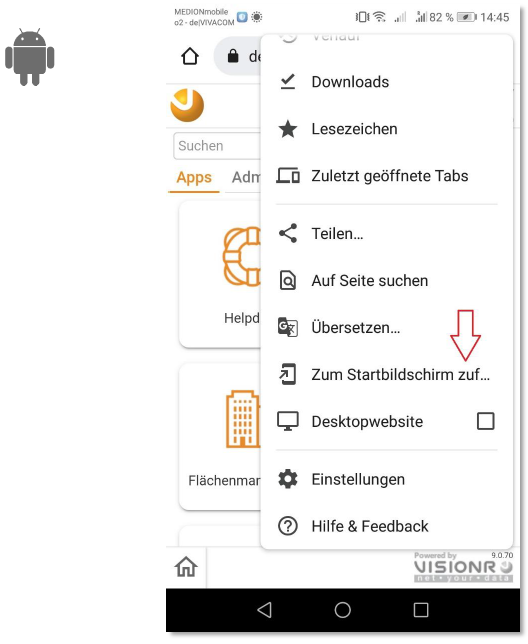 MEDIONmobile
o2 - de|VIVACOM
82 % 14:45
de
Verlauf
Downloads
Suchen
Lesezeichen
Apps Adm
Zuletzt geöffnete Tabs
Teilen…
Auf Seite suchen
Helpd
Übersetzen…
Zum Startbildschirm zuf…
Desktopwebsite
Flächenmar
Einstellungen
Hilfe & Feedback
Powered by 9.0.70
VISIONR
net • your • data